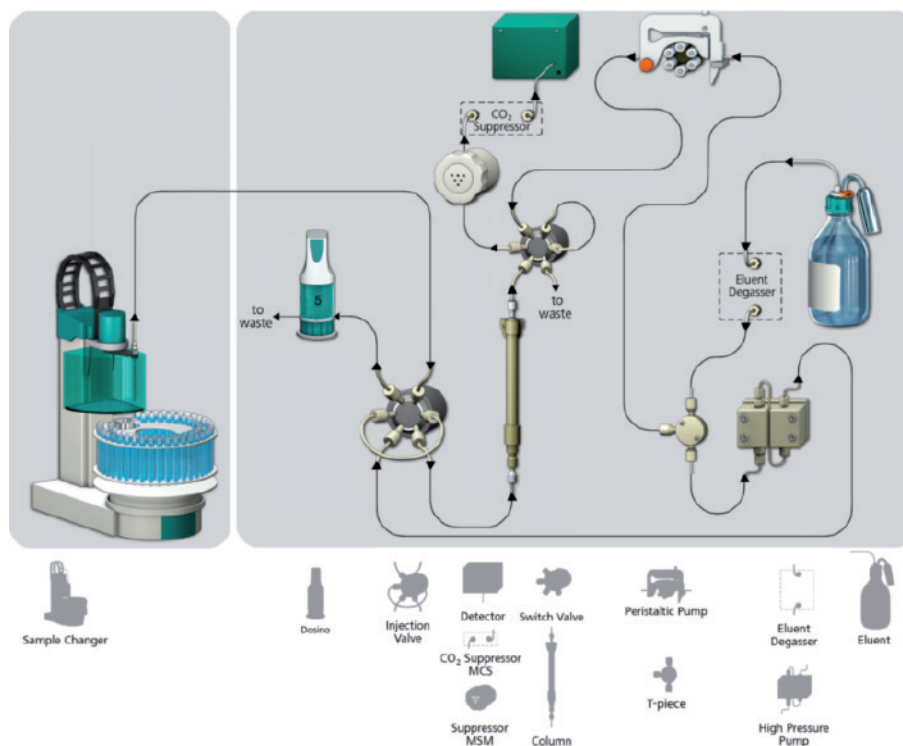 CO₂
Suppressor
Eluent
Degasser
5
to
waste
to
waste
Sample Changer
Dosino
Injection
Valve
Detector
Switch Valve
Peristaltic Pump
Eluent
Degasser
Eluent
CO₂ Suppressor
MCS
Suppressor
MSM
Column
T-piece
High Pressure
Pump